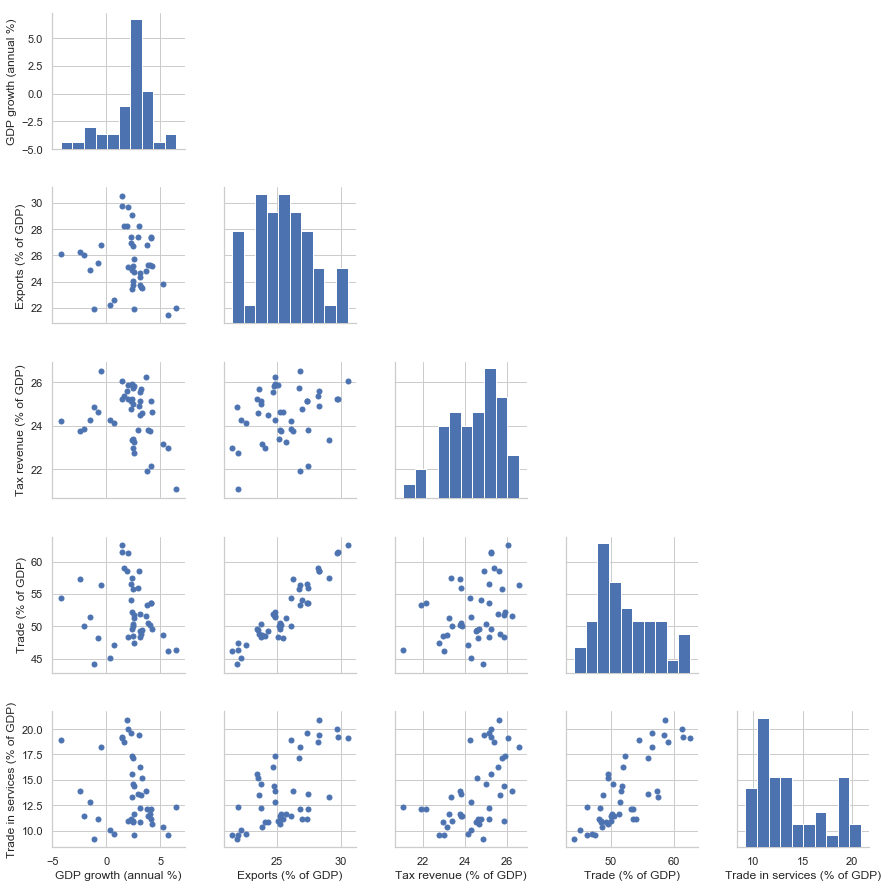 GDP growth (annual %)
5.0
2.5
0.0
−2.5
−5.0
Exports (% of GDP)
30
28
26
24
22
Tax revenue (% of GDP)
26
24
22
Trade (% of GDP)
60
55
50
45
Trade in services (% of GDP)
20.0
17.5
15.0
12.5
10.0
−5 0 5
25 30
22 24 26
50 60
10 15 20
GDP growth (annual %)
Exports (% of GDP)
Tax revenue (% of GDP)
Trade (% of GDP)
Trade in services (% of GDP)